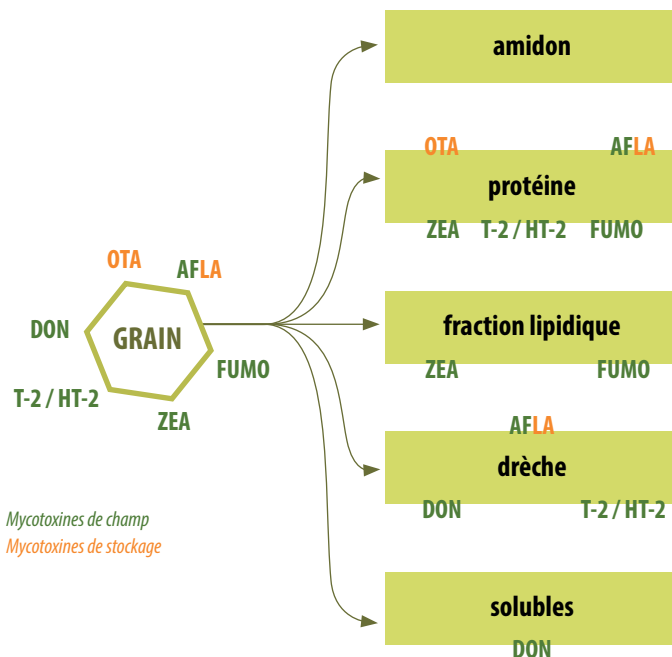 amidon
OTA AFLA
protéine
ZEA T-2 / HT-2 FUMO
OTA AFLA
DON GRAIN
fraction lipidique
FUMO
T-2 / HT-2
ZEA
ZEA FUMO
AFLA
drèche
DON T-2 / HT-2
Mycotoxines de champ
Mycotoxines de stockage
solubles
DON